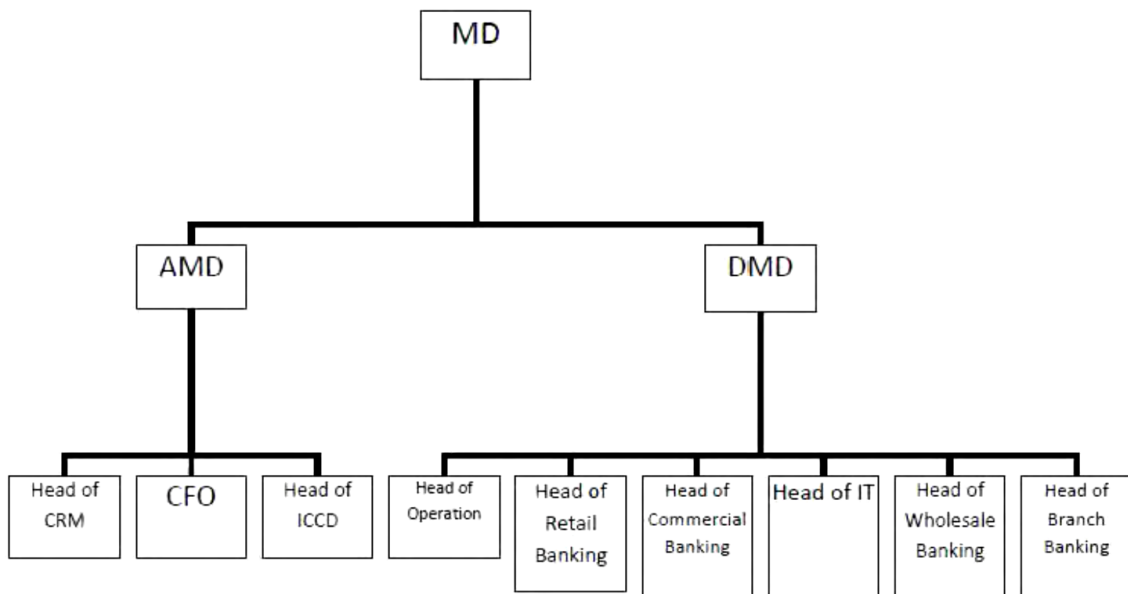 MD
AMD
DMD
Head of
CRM
CFO
Head of
ICCD
Head of
Operation
Head of
Retail
Banking
Head of
Commercial
Banking
Head of IT
Head of
Wholesale
Banking
Head of
Branch
Banking